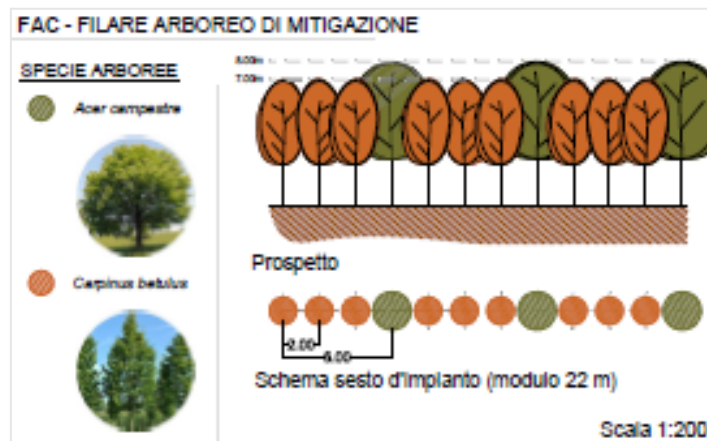 FAC - FILARE ARBOREO DI MITIGAZIONE
SPECIE ARBOREE
Acer campestre
Carpinus betulus
8.00m
7.00m
Prospetto
2.00
6.00
Schema sesto d'impianto (modulo 22 m)
Scala 1:200